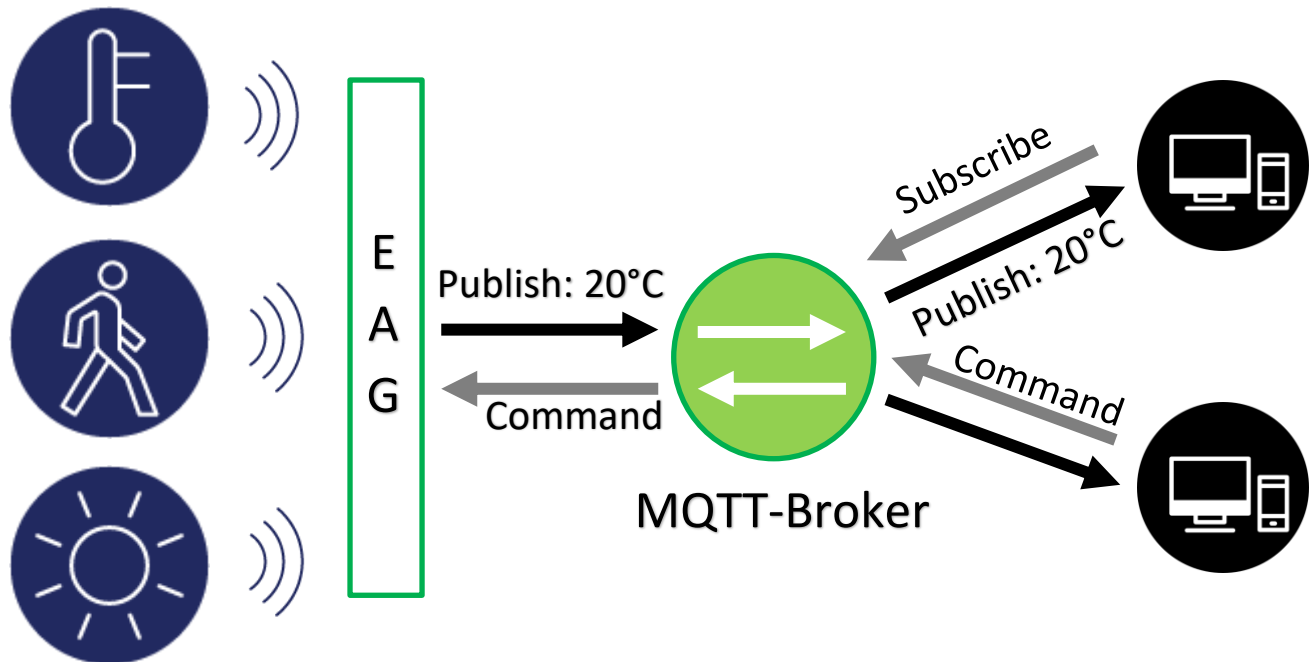 E
A
G
Publish: 20°C
Command
MQTT-Broker
Subscribe
Publish: 20°C
Command